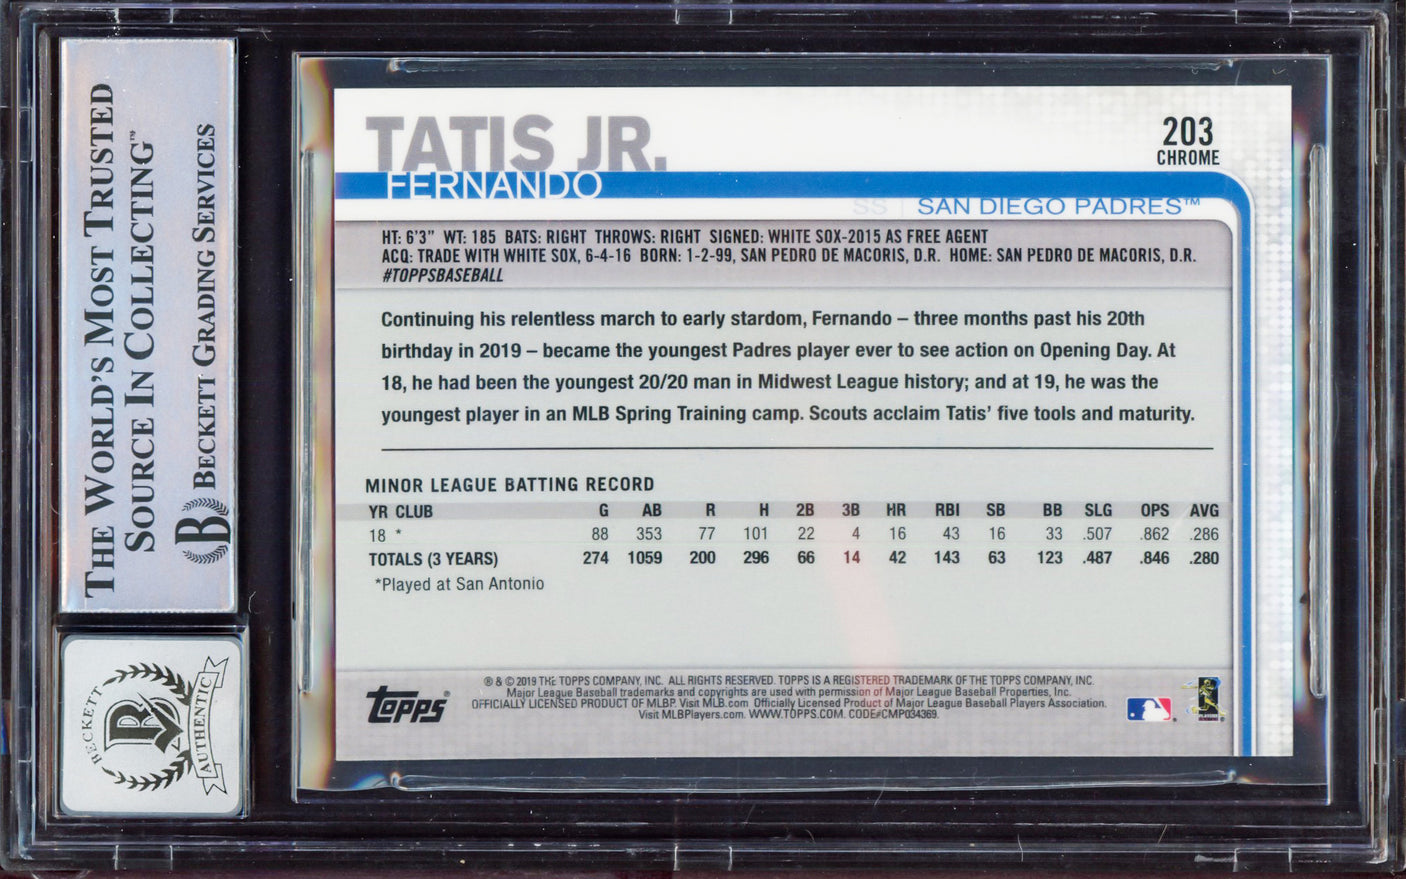 THE WORLD'S MOST TRUSTED
SOURCE IN COLLECTING™
BECKETT GRADING SERVICES
B
BECKETT
AUTHENTIC
TATIS JR.
FERNANDO
203
CHROME
SS | SAN DIEGO PADRES™
HT: 6'3" WT: 185 BATS: RIGHT THROWS: RIGHT SIGNED: WHITE SOX-2015 AS FREE AGENT
ACQ: TRADE WITH WHITE SOX, 6-4-16 BORN: 1-2-99, SAN PEDRO DE MACORIS, D.R. HOME: SAN PEDRO DE MACORIS, D.R.
#TOPPSBASEBALL
Continuing his relentless march to early stardom, Fernando – three months past his 20th
birthday in 2019 – became the youngest Padres player ever to see action on Opening Day. At
18, he had been the youngest 20/20 man in Midwest League history; and at 19, he was the
youngest player in an MLB Spring Training camp. Scouts acclaim Tatis' five tools and maturity.
MINOR LEAGUE BATTING RECORD
YR CLUB G AB R H 2B 3B HR RBI SB BB SLG OPS AVG
18 * 88 353 77 101 22 4 16 43 16 33 .507 .862 .286
TOTALS (3 YEARS) 274 1059 200 296 66 14 42 143 63 123 .487 .846 .280
*Played at San Antonio
topps®
® & © 2019 THE TOPPS COMPANY, INC. ALL RIGHTS RESERVED. TOPPS IS A REGISTERED TRADEMARK OF THE TOPPS COMPANY, INC.
Major League Baseball trademarks and copyrights are used with permission of Major League Baseball Properties, Inc.
OFFICIALLY LICENSED PRODUCT OF MLBP. Visit MLB.com Officially Licensed Product of Major League Baseball Players Association.
Visit MLBPlayers.com. WWW.TOPPS.COM. CODE#CMP034369.